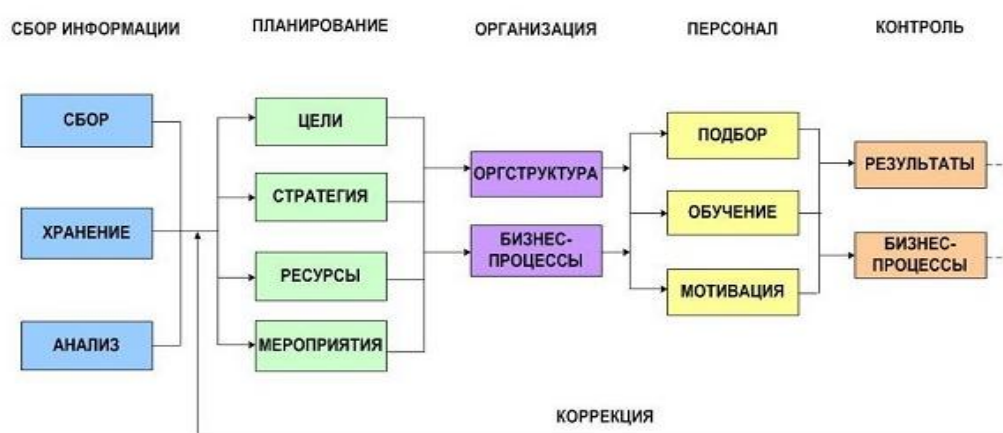 СБОР ИНФОРМАЦИИ
ПЛАНИРОВАНИЕ
ОРГАНИЗАЦИЯ
ПЕРСОНАЛ
КОНТРОЛЬ
СБОР
ХРАНЕНИЕ
АНАЛИЗ
ЦЕЛИ
СТРАТЕГИЯ
РЕСУРСЫ
МЕРОПРИЯТИЯ
ОРГСТРУКТУРА
БИЗНЕС-
ПРОЦЕССЫ
ПОДБОР
ОБУЧЕНИЕ
МОТИВАЦИЯ
РЕЗУЛЬТАТЫ
БИЗНЕС-
ПРОЦЕССЫ
КОРРЕКЦИЯ